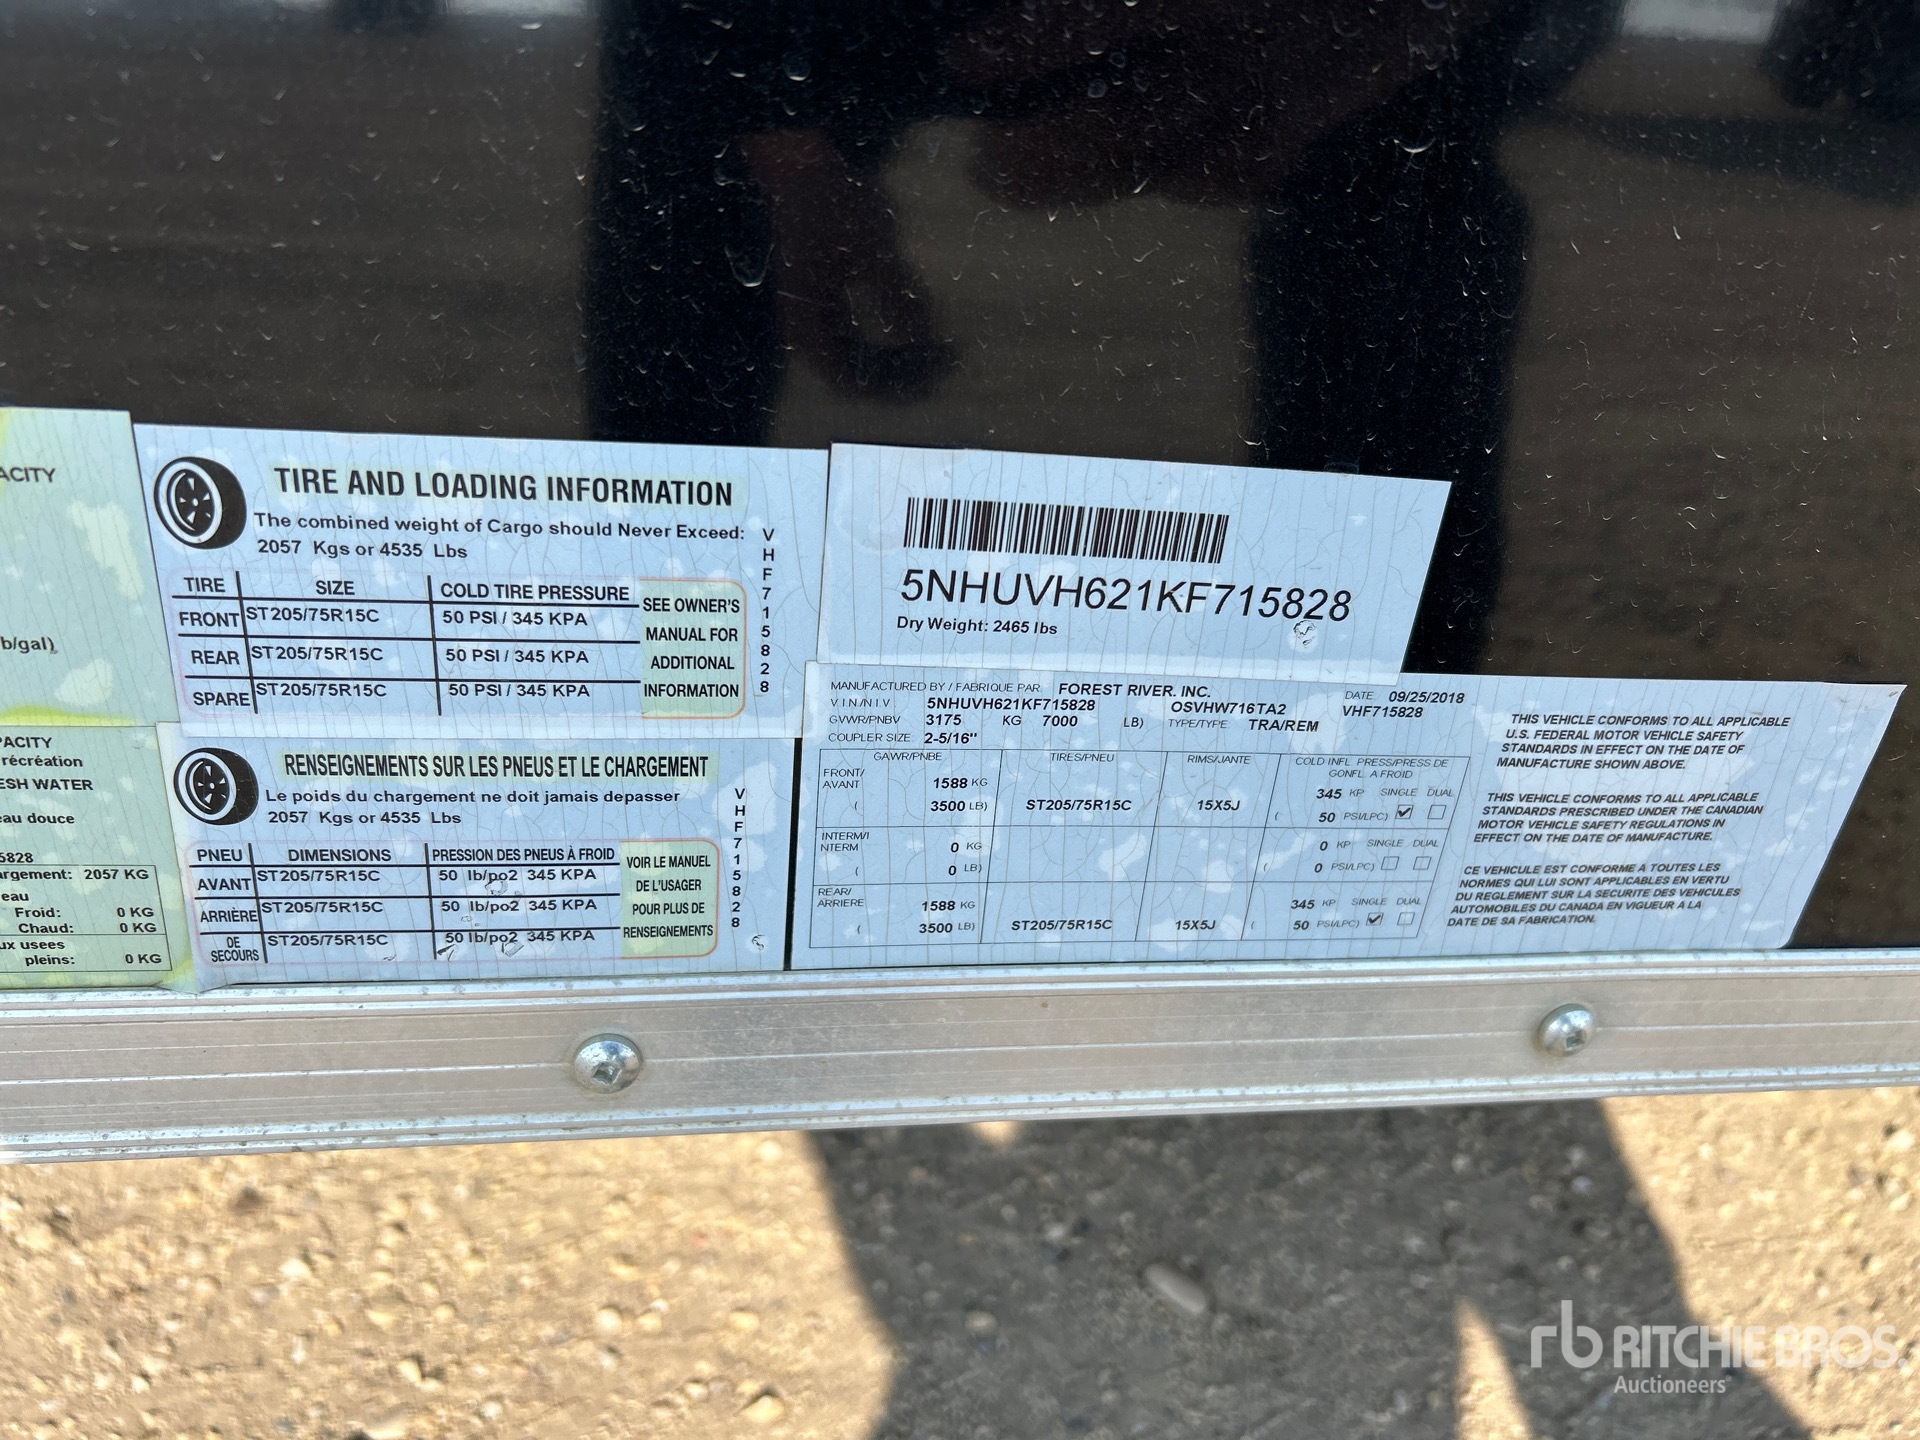 ACITY
b/gal)
PACITY
récréation
ESH WATER
eau douce
5828
argement: 2057 KG
eau
Froid: 0 KG
Chaud: 0 KG
ux usees
pleins: 0 KG
TIRE AND LOADING INFORMATION
The combined weight of Cargo should Never Exceed:
2057 Kgs or 4535 Lbs
TIRE SIZE COLD TIRE PRESSURE
FRONT ST205/75R15C 50 PSI / 345 KPA
REAR ST205/75R15C 50 PSI / 345 KPA
SPARE ST205/75R15C 50 PSI / 345 KPA
SEE OWNER'S
MANUAL FOR
ADDITIONAL
INFORMATION
VHF715828
RENSEIGNEMENTS SUR LES PNEUS ET LE CHARGEMENT
Le poids du chargement ne doit jamais depasser
2057 Kgs or 4535 Lbs
PNEU DIMENSIONS PRESSION DES PNEUS À FROID
AVANT ST205/75R15C 50 lb/po2 345 KPA
ARRIÈRE ST205/75R15C 50 lb/po2 345 KPA
DE
SECOURS ST205/75R15C 50 lb/po2 345 KPA
VOIR LE MANUEL
DE L'USAGER
POUR PLUS DE
RENSEIGNEMENTS
VHF715828
5NHUVH621KF715828
Dry Weight: 2465 lbs
MANUFACTURED BY / FABRIQUE PAR FOREST RIVER. INC. DATE 09/25/2018
V I N / N I V 5NHUVH621KF715828 OSVHW716TA2 VHF715828
GVWR/PNBV 3175 KG 7000 LB) TYPE/TYPE TRA/REM
COUPLER SIZE 2-5/16"
GAWR/PNBE TIRES/PNEU RIMS/JANTE COLD INFL PRESS/PRESS DE
GONFL A FROID
FRONT/
AVANT 1588 KG 345 KP SINGLE DUAL
( 3500 LB) ST205/75R15C 15X5J ( 50 PSI/LPC)
INTERM/I
NTERM 0 KG 0 KP SINGLE DUAL
( 0 LB) ( 0 PSI/LPC)
REAR/
ARRIERE 1588 KG 345 KP SINGLE DUAL
( 3500 LB) ST205/75R15C 15X5J ( 50 PSI/LPC)
THIS VEHICLE CONFORMS TO ALL APPLICABLE
U.S. FEDERAL MOTOR VEHICLE SAFETY
STANDARDS IN EFFECT ON THE DATE OF
MANUFACTURE SHOWN ABOVE.
THIS VEHICLE CONFORMS TO ALL APPLICABLE
STANDARDS PRESCRIBED UNDER THE CANADIAN
MOTOR VEHICLE SAFETY REGULATIONS IN
EFFECT ON THE DATE OF MANUFACTURE.
CE VEHICULE EST CONFORME A TOUTES LES
NORMES QUI LUI SONT APPLICABLES EN VERTU
DU REGLEMENT SUR LA SECURITE DES VEHICULES
AUTOMOBILES DU CANADA EN VIGUEUR A LA
DATE DE SA FABRICATION.
rb RITCHIE BROS.
Auctioneers